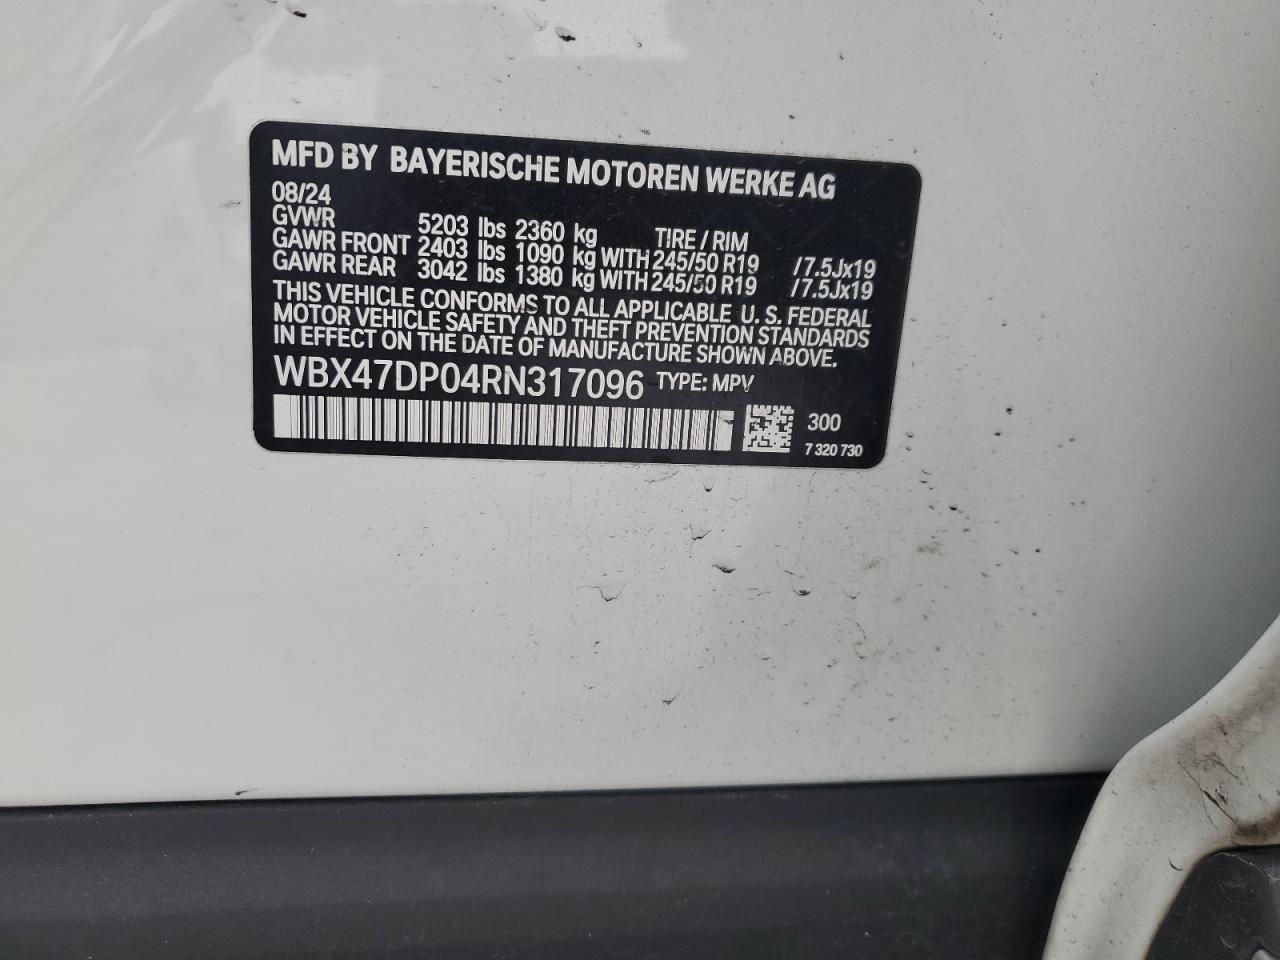 MFD BY BAYERISCHE MOTOREN WERKE AG
08/24
GVWR 5203 lbs 2360 kg TIRE / RIM
GAWR FRONT 2403 lbs 1090 kg WITH 245/50 R19 /7.5Jx19
GAWR REAR 3042 lbs 1380 kg WITH 245/50 R19 /7.5Jx19
THIS VEHICLE CONFORMS TO ALL APPLICABLE U. S. FEDERAL
MOTOR VEHICLE SAFETY AND THEFT PREVENTION STANDARDS
IN EFFECT ON THE DATE OF MANUFACTURE SHOWN ABOVE.
WBX47DP04RN317096 TYPE: MPV
300
7 320 730